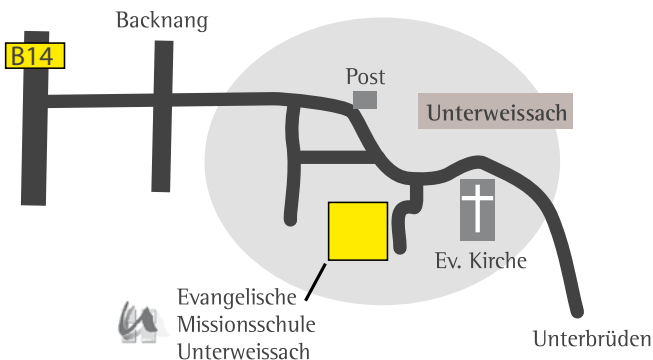 Backnang
B14
Post
Unterweissach
Ev. Kirche
Evangelische
Missionsschule
Unterweissach
Unterbrüden